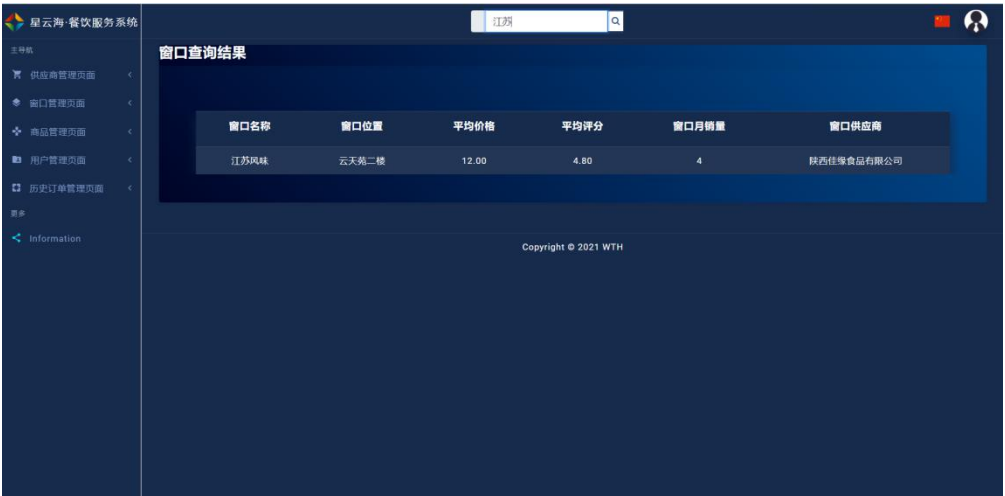 星云海·餐饮服务系统
江苏
主导航
供应商管理页面
窗口管理页面
商品管理页面
用户管理页面
历史订单管理页面
更多
Information
窗口查询结果
窗口名称 窗口位置 平均价格 平均评分 窗口月销量 窗口供应商
江苏风味 云天苑二楼 12.00 4.80 4 陕西佳缘食品有限公司
Copyright © 2021 WTH